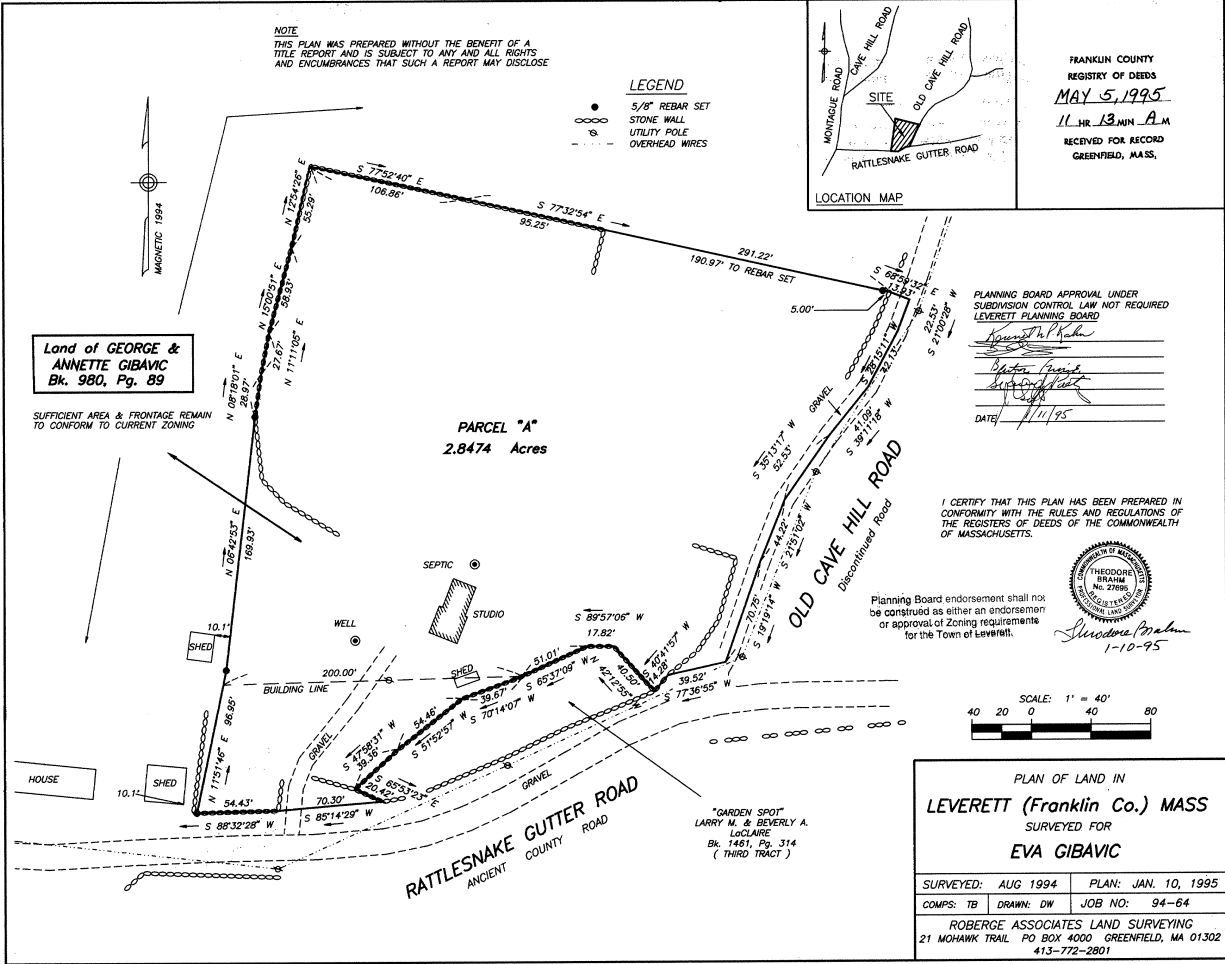 NOTE
THIS PLAN WAS PREPARED WITHOUT THE BENEFIT OF A
TITLE REPORT AND IS SUBJECT TO ANY AND ALL RIGHTS
AND ENCUMBRANCES THAT SUCH A REPORT MAY DISCLOSE
LEGEND
5/8" REBAR SET
STONE WALL
UTILITY POLE
OVERHEAD WIRES
MONTAGUE ROAD
CAVE HILL ROAD
OLD CAVE HILL ROAD
SITE
RATTLESNAKE GUTTER ROAD
LOCATION MAP
FRANKLIN COUNTY
REGISTRY OF DEEDS
MAY 5, 1995
11 HR 13 MIN A M
RECEIVED FOR RECORD
GREENFIELD, MASS.
MAGNETIC 1994
N 12°54'26" E
55.29'
S 77°52'40" E
106.86'
S 77°32'54" E
95.25'
291.22'
190.97' TO REBAR SET
S 68°59'32" E
13.93'
5.00'
22.53'
S 21°00'28" W
N 15°00'51" E
58.93'
27.67'
N 11°11'05" E
N 08°18'01" E
28.97'
S 28°15'11" W
42.13'
GRAVEL
41.09'
S 39°11'18" W
S 35°13'17" W
52.53'
PLANNING BOARD APPROVAL UNDER
SUBDIVISION CONTROL LAW NOT REQUIRED
LEVERETT PLANNING BOARD
Kenneth P Kahn
DATE 1/11/95
Land of GEORGE &
ANNETTE GIBAVIC
Bk. 980, Pg. 89
SUFFICIENT AREA & FRONTAGE REMAIN
TO CONFORM TO CURRENT ZONING
PARCEL "A"
2.8474 Acres
N 06°42'53" E
169.93'
44.22'
S 21°51'02" W
OLD CAVE HILL ROAD
Discontinued Road
70.75'
S 19°19'14" W
I CERTIFY THAT THIS PLAN HAS BEEN PREPARED IN
CONFORMITY WITH THE RULES AND REGULATIONS OF
THE REGISTERS OF DEEDS OF THE COMMONWEALTH
OF MASSACHUSETTS.
COMMONWEALTH OF MASSACHUSETTS
THEODORE
BRAHM
No. 27695
REGISTERED
PROFESSIONAL LAND SURVEYOR
Theodore Brahm
1-10-95
Planning Board endorsement shall not
be construed as either an endorsemen
or approval of Zoning requirements
for the Town of Leverett.
SEPTIC
STUDIO
WELL
SHED
10.1'
SHED
200.00'
BUILDING LINE
S 89°57'06" W
17.82'
51.01'
S 65°37'09" W
40.50'
N 42°12'55" W
S 40°41'57" W
14.28'
39.52'
S 77°36'55" W
39.67'
S 70°14'07" W
54.46'
S 51°52'57" W
S 47°58'31" W
39.36'
S 65°53'23" E
20.42'
GRAVEL
N 11°51'46" E
96.95'
HOUSE
SHED
10.1'
54.43'
S 88°32'28" W
70.30'
S 85°14'29" W
GRAVEL
RATTLESNAKE GUTTER ROAD
ANCIENT COUNTY ROAD
"GARDEN SPOT"
LARRY M. & BEVERLY A.
LaCLAIRE
Bk. 1461, Pg. 314
( THIRD TRACT )
SCALE: 1' = 40'
40 20 0 40 80
PLAN OF LAND IN
LEVERETT (Franklin Co.) MASS
SURVEYED FOR
EVA GIBAVIC
SURVEYED: AUG 1994 PLAN: JAN. 10, 1995
COMPS: TB DRAWN: DW JOB NO: 94-64
ROBERGE ASSOCIATES LAND SURVEYING
21 MOHAWK TRAIL PO BOX 4000 GREENFIELD, MA 01302
413-772-2801